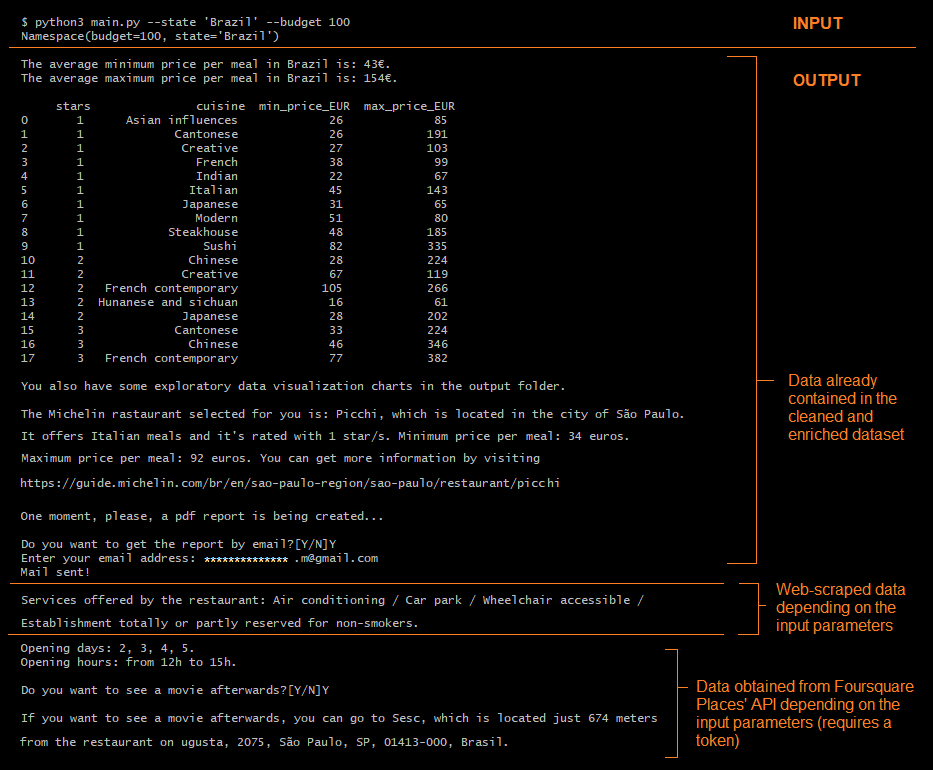 $ python3 main.py --state 'Brazil' --budget 100
Namespace(budget=100, state='Brazil')
INPUT
The average minimum price per meal in Brazil is: 43€.
The average maximum price per meal in Brazil is: 154€.
OUTPUT
stars cuisine min_price_EUR max_price_EUR
0 1 Asian influences 26 85
1 1 Cantonese 26 191
2 1 Creative 27 103
3 1 French 38 99
4 1 Indian 22 67
5 1 Italian 45 143
6 1 Japanese 31 65
7 1 Modern 51 80
8 1 Steakhouse 48 185
9 1 Sushi 82 335
10 2 Chinese 28 224
11 2 Creative 67 119
12 2 French contemporary 105 266
13 2 Hunanese and sichuan 16 61
14 2 Japanese 28 202
15 3 Cantonese 33 224
16 3 Chinese 46 346
17 3 French contemporary 77 382
You also have some exploratory data visualization charts in the output folder.
The Michelin rastaurant selected for you is: Picchi, which is located in the city of São Paulo.
It offers Italian meals and it's rated with 1 star/s. Minimum price per meal: 34 euros.
Maximum price per meal: 92 euros. You can get more information by visiting
https://guide.michelin.com/br/en/sao-paulo-region/sao-paulo/restaurant/picchi
One moment, please, a pdf report is being created...
Do you want to get the report by email?[Y/N]Y
Enter your email address: ************** .m@gmail.com
Mail sent!
Data already
contained in the
cleaned and
enriched dataset
Services offered by the restaurant: Air conditioning / Car park / Wheelchair accessible /
Establishment totally or partly reserved for non-smokers.
Web-scraped data
depending on the
input parameters
Opening days: 2, 3, 4, 5.
Opening hours: from 12h to 15h.
Do you want to see a movie afterwards?[Y/N]Y
If you want to see a movie afterwards, you can go to Sesc, which is located just 674 meters
from the restaurant on ugusta, 2075, São Paulo, SP, 01413-000, Brasil.
Data obtained from Foursquare
Places' API depending on the
input parameters (requires a
token)